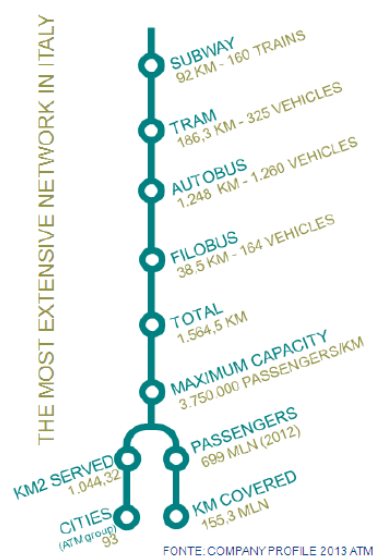 THE MOST EXTENSIVE NETWORK IN ITALY
SUBWAY
92 KM - 160 TRAINS
TRAM
186,3 KM - 325 VEHICLES
AUTOBUS
1.248 KM - 1.260 VEHICLES
FILOBUS
38.5 KM - 164 VEHICLES
TOTAL
1.564,5 KM
MAXIMUM CAPACITY
3.750 000 PASSENGERS/KM
PASSENGERS
699 MLN (2012)
KM2 SERVED
1.044,32
KM COVERED
155,3 MLN
CITIES
(ATM group)
93
FONTE: COMPANY PROFILE 2013 ATM